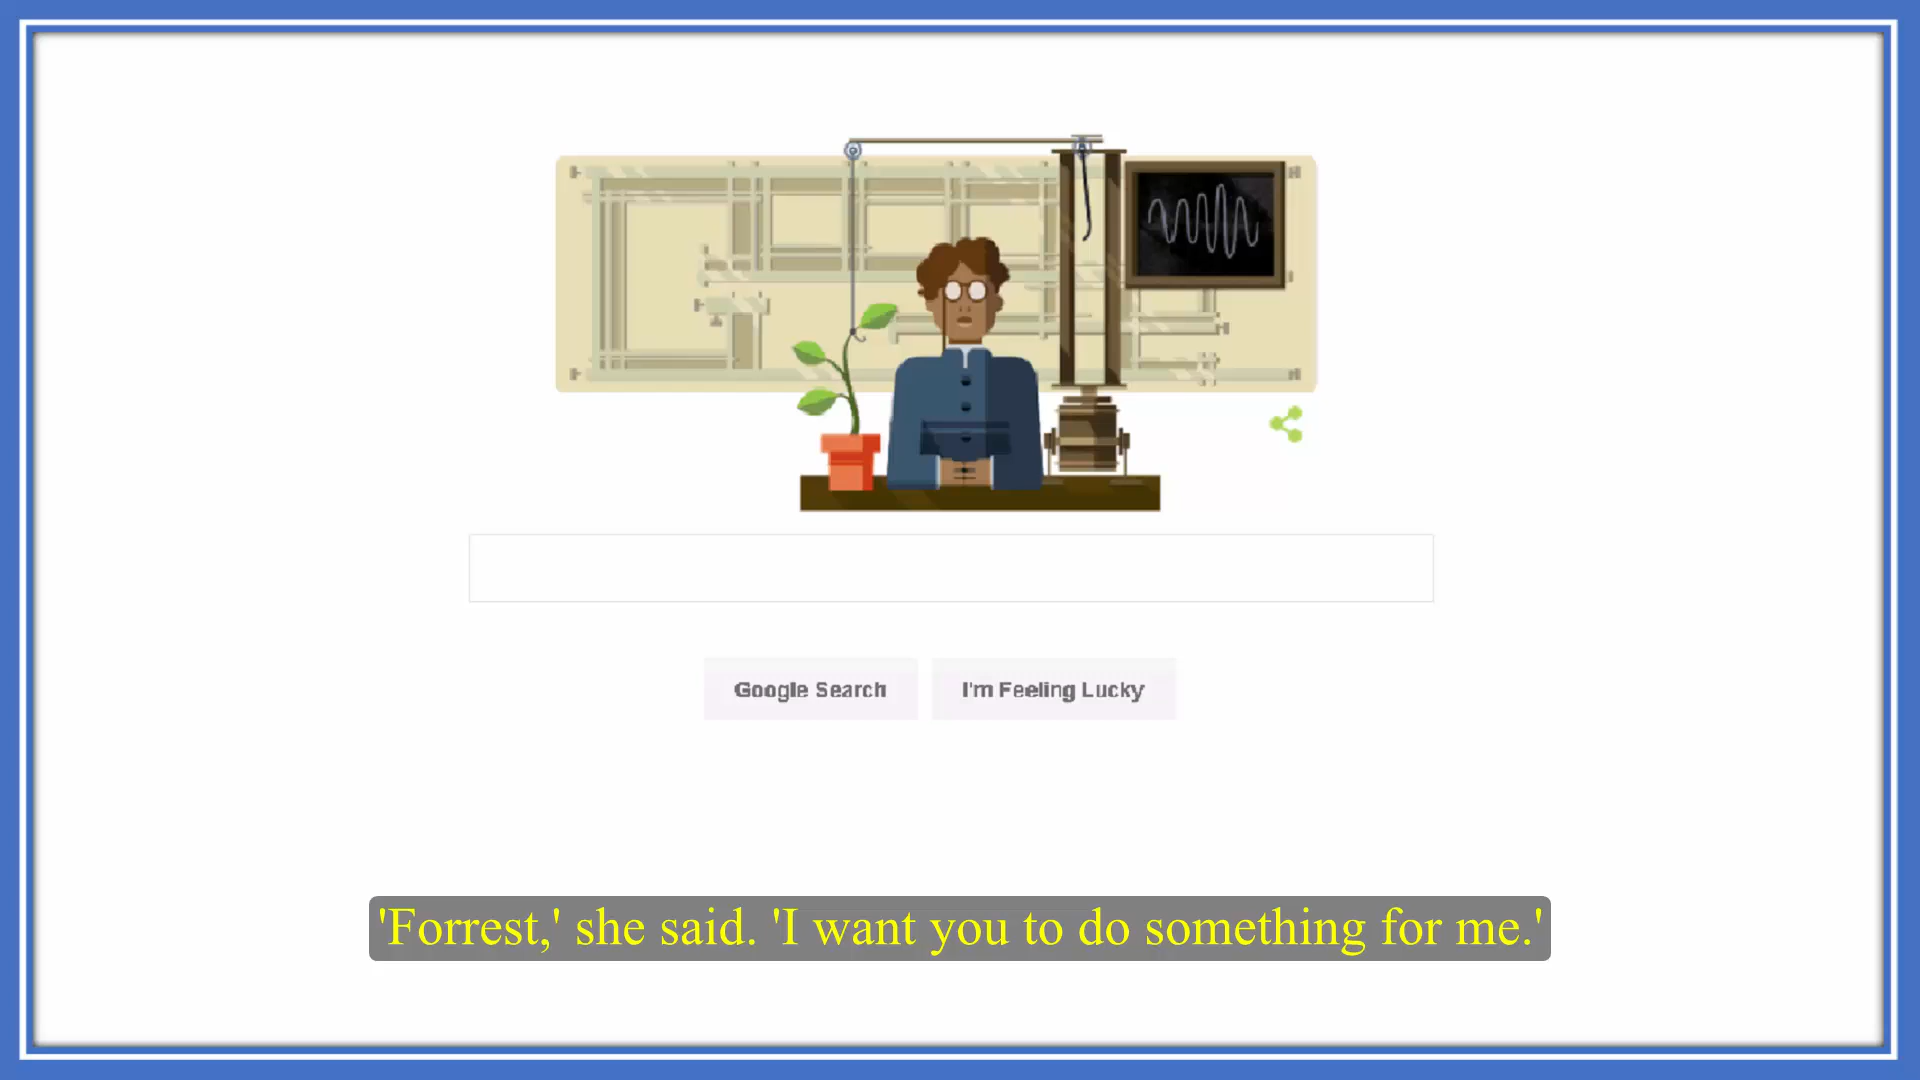 Google Search
I'm Feeling Lucky
'Forrest,' she said. 'I want you to do something for me.'